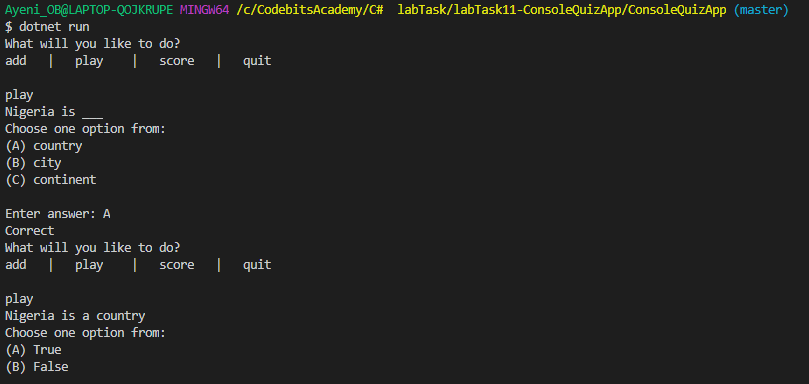 Ayeni_OB@LAPTOP-QOJKRUPE MINGW64 /c/CodebitsAcademy/C#  labTask/labTask11-ConsoleQuizApp/ConsoleQuizApp (master)
$ dotnet run
What will you like to do?
add   |   play    |   score   |   quit
play
Nigeria is ___
Choose one option from:
(A) country
(B) city
(C) continent
Enter answer: A
Correct
What will you like to do?
add   |   play    |   score   |   quit
play
Nigeria is a country
Choose one option from:
(A) True
(B) False